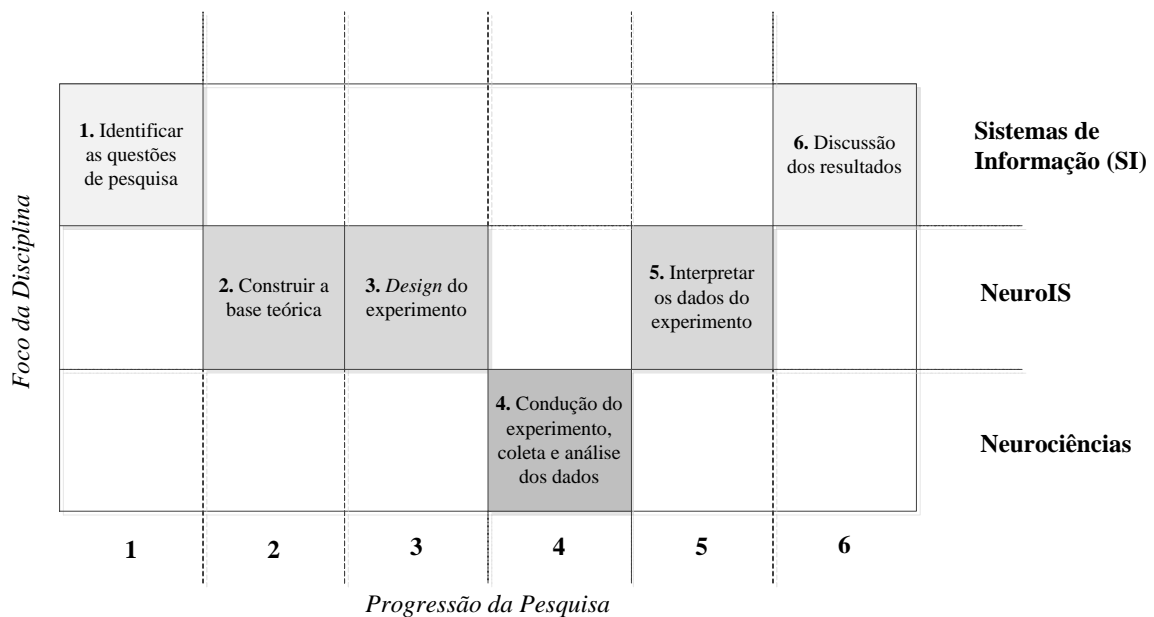 1. Identificar
as questões
de pesquisa
6. Discussão
dos resultados
Sistemas de
Informação (SI)
Foco da Disciplina
2. Construir a
base teórica
3. Design do
experimento
5. Interpretar
os dados do
experimento
NeuroIS
4. Condução do
experimento,
coleta e análise
dos dados
Neurociências
1 2 3 4 5 6
Progressão da Pesquisa